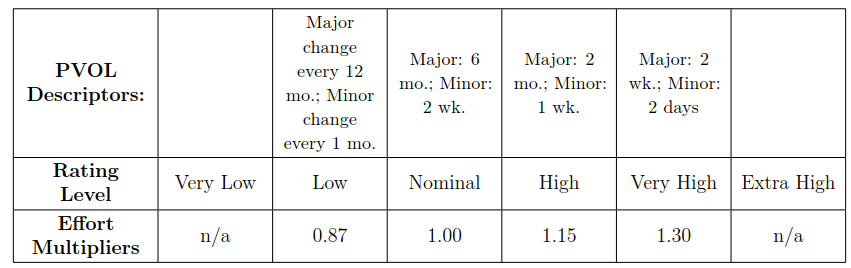 PVOL
Descriptors:
Major
change
every 12
mo.; Minor
change
every 1 mo.
Major: 6
mo.; Minor:
2 wk.
Major: 2
mo.; Minor:
1 wk.
Major: 2
wk.; Minor:
2 days
Rating
Level
Very Low
Low
Nominal
High
Very High
Extra High
Effort
Multipliers
n/a
0.87
1.00
1.15
1.30
n/a